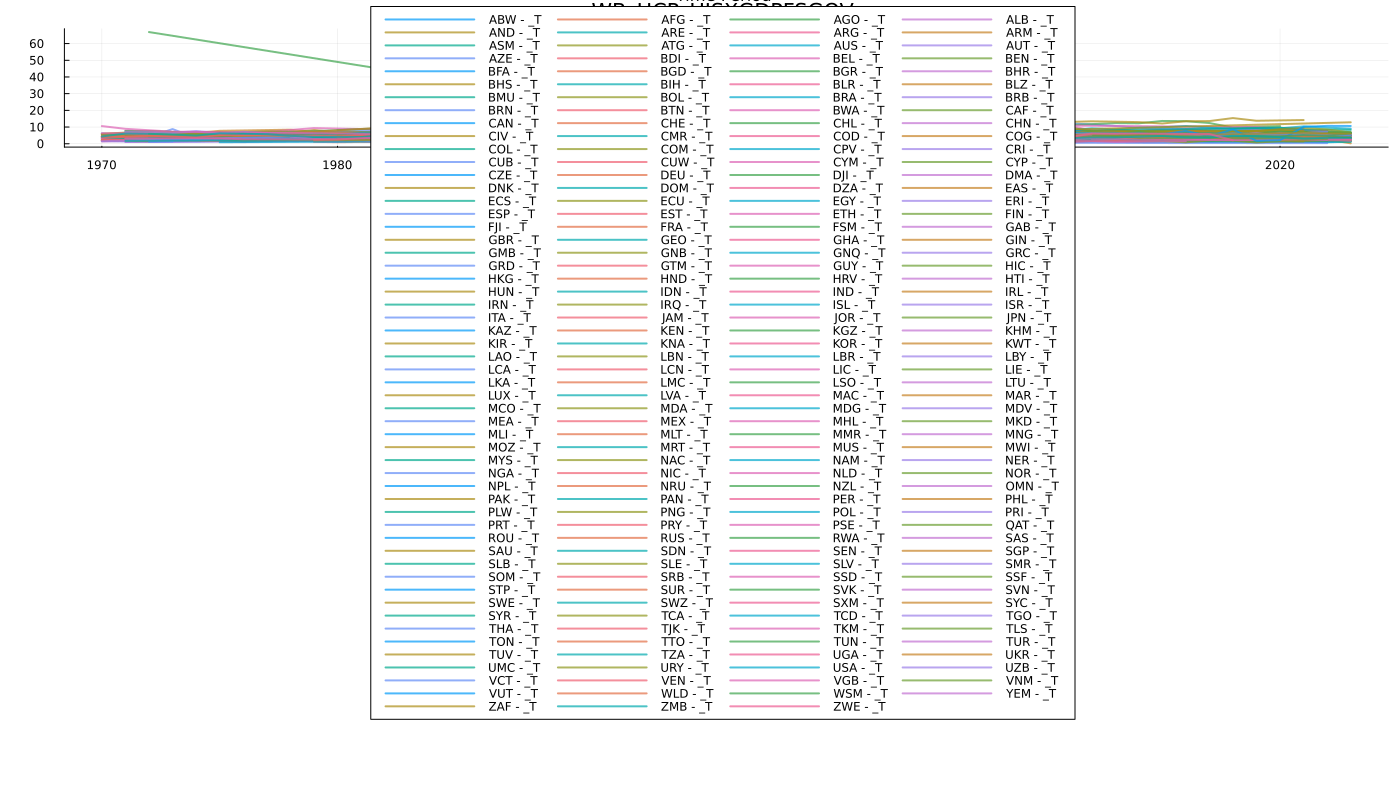 ABW - _T AFG - _T AGO - _T ALB - _T
AND - _T ARE - _T ARG - _T ARM - _T
60 ASM - _T ATG - _T AUS - _T AUT - _T
50 AZE - _T BDI - _T BEL - _T BEN - _T
40 BFA - _T BGD - _T BGR - _T BHR - _T
30 BHS - _T BIH - _T BLR - _T BLZ - _T
20 BMU - _T BOL - _T BRA - _T BRB - _T
BRN - _T BTN - _T BWA - _T CAF - _T
10 CAN - _T CHE - _T CHL - _T CHN - _T
0 CIV - _T CMR - _T COD - _T COG - _T
COL - _T COM - _T CPV - _T CRI - _T
1970 1980 CUB - _T CUW - _T CYM - _T CYP - _T 2020
CZE - _T DEU - _T DJI - _T DMA - _T
DNK - _T DOM - _T DZA - _T EAS - _T
ECS - _T ECU - _T EGY - _T ERI - _T
ESP - _T EST - _T ETH - _T FIN - _T
FJI - _T FRA - _T FSM - _T GAB - _T
GBR - _T GEO - _T GHA - _T GIN - _T
GMB - _T GNB - _T GNQ - _T GRC - _T
GRD - _T GTM - _T GUY - _T HIC - _T
HKG - _T HND - _T HRV - _T HTI - _T
HUN - _T IDN - _T IND - _T IRL - _T
IRN - _T IRQ - _T ISL - _T ISR - _T
ITA - _T JAM - _T JOR - _T JPN - _T
KAZ - _T KEN - _T KGZ - _T KHM - _T
KIR - _T KNA - _T KOR - _T KWT - _T
LAO - _T LBN - _T LBR - _T LBY - _T
LCA - _T LCN - _T LIC - _T LIE - _T
LKA - _T LMC - _T LSO - _T LTU - _T
LUX - _T LVA - _T MAC - _T MAR - _T
MCO - _T MDA - _T MDG - _T MDV - _T
MEA - _T MEX - _T MHL - _T MKD - _T
MLI - _T MLT - _T MMR - _T MNG - _T
MOZ - _T MRT - _T MUS - _T MWI - _T
MYS - _T NAC - _T NAM - _T NER - _T
NGA - _T NIC - _T NLD - _T NOR - _T
NPL - _T NRU - _T NZL - _T OMN - _T
PAK - _T PAN - _T PER - _T PHL - _T
PLW - _T PNG - _T POL - _T PRI - _T
PRT - _T PRY - _T PSE - _T QAT - _T
ROU - _T RUS - _T RWA - _T SAS - _T
SAU - _T SDN - _T SEN - _T SGP - _T
SLB - _T SLE - _T SLV - _T SMR - _T
SOM - _T SRB - _T SSD - _T SSF - _T
STP - _T SUR - _T SVK - _T SVN - _T
SWE - _T SWZ - _T SXM - _T SYC - _T
SYR - _T TCA - _T TCD - _T TGO - _T
THA - _T TJK - _T TKM - _T TLS - _T
TON - _T TTO - _T TUN - _T TUR - _T
TUV - _T TZA - _T UGA - _T UKR - _T
UMC - _T URY - _T USA - _T UZB - _T
VCT - _T VEN - _T VGB - _T VNM - _T
VUT - _T WLD - _T WSM - _T YEM - _T
ZAF - _T ZMB - _T ZWE - _T